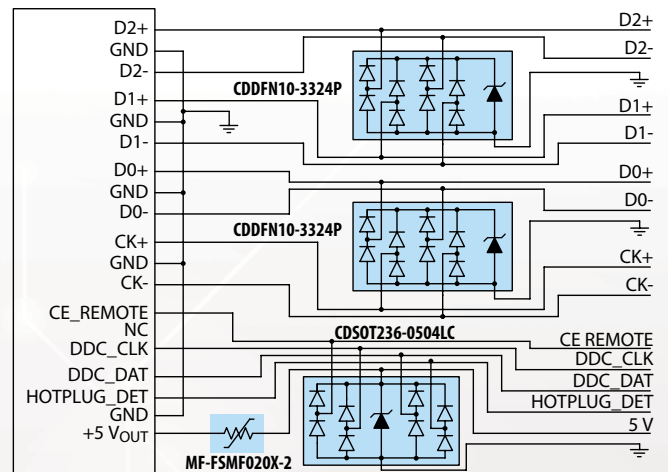 D2+
GND
D2-
D1+
GND
D1-
D0+
GND
D0-
CK+
GND
CK-
CE_REMOTE
NC
DDC_CLK
DDC_DAT
HOTPLUG_DET
GND
+5 VOUT
CDDFN10-3324P
CDDFN10-3324P
CDSOT236-0504LC
MF-FSMF020X-2
D2+
D2-
D1+
D1-
D0+
D0-
CK+
CK-
CE REMOTE
DDC_CLK
DDC_DAT
HOTPLUG_DET
5 V